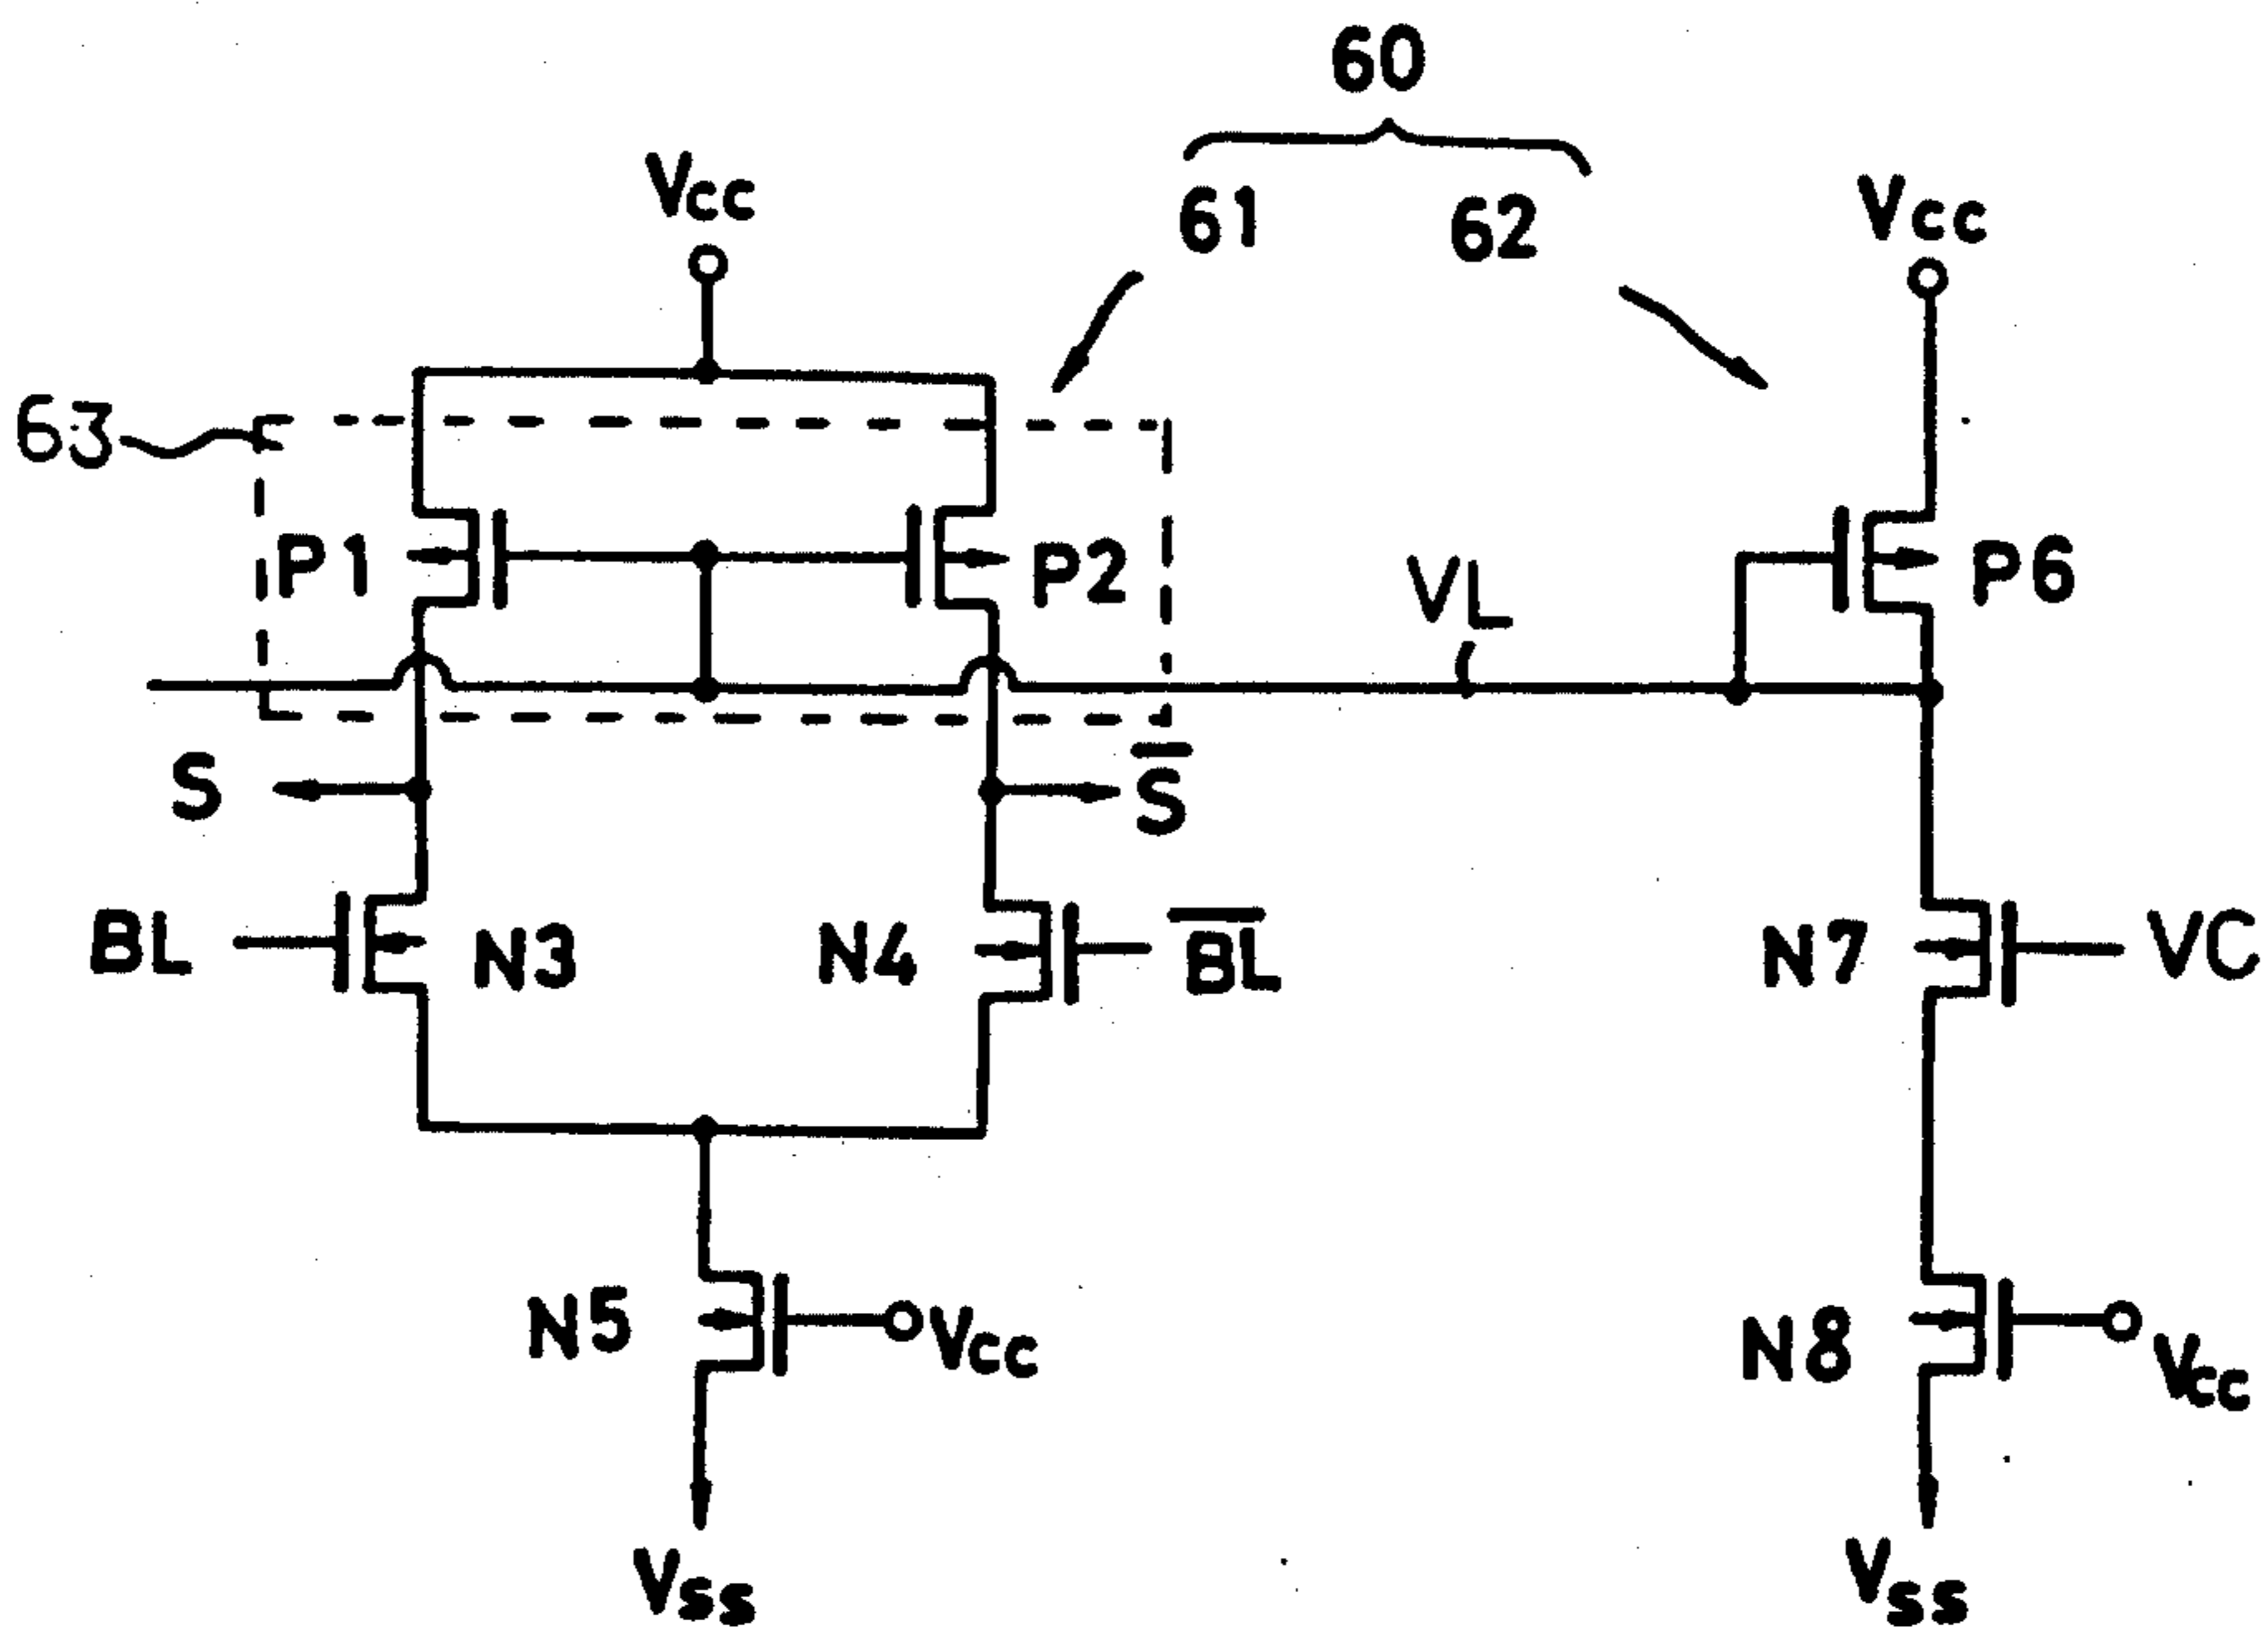 60
Vcc
61
62
Vcc
63
P1
P2
VL
P6
S
S̅
BL
N3
N4
B̅L̅
N7
VC
N5
Vcc
N8
Vcc
Vss
Vss